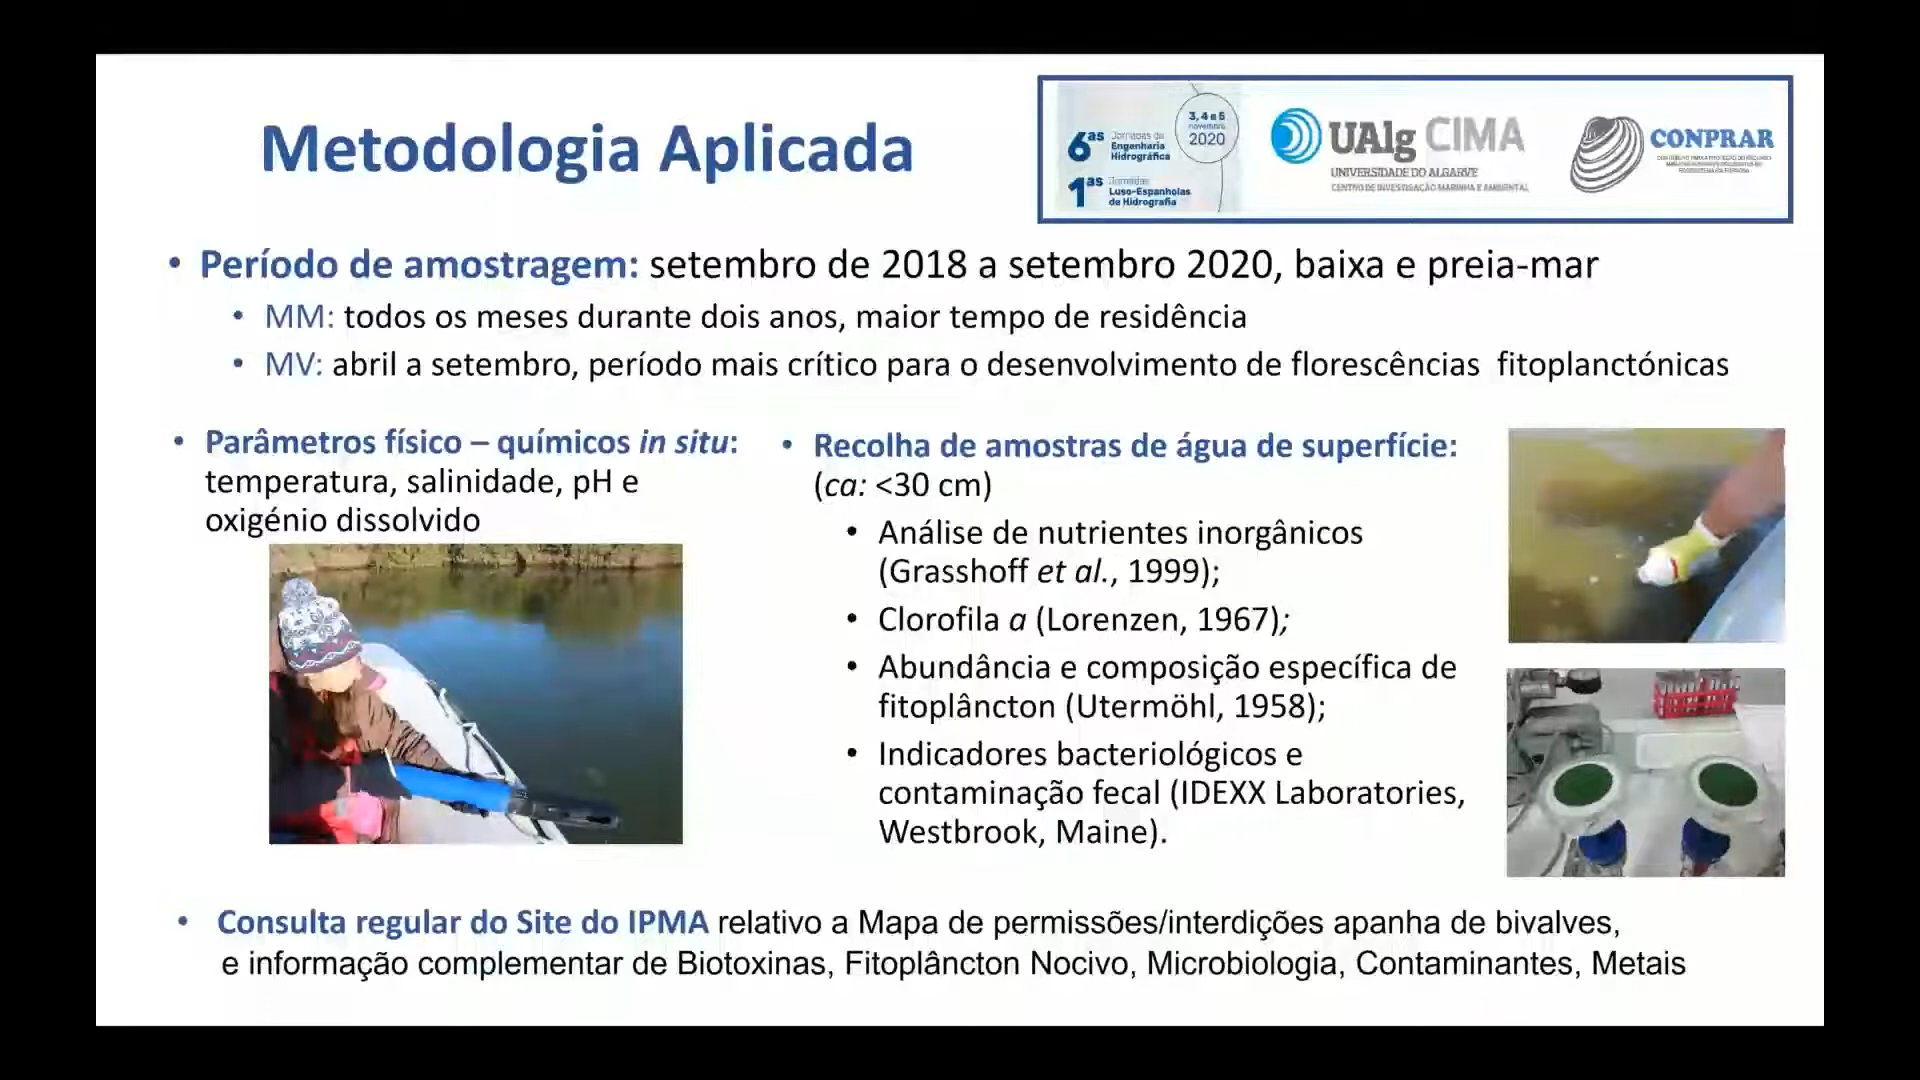 Metodologia Aplicada
6as Jornadas de
Engenharia
Hidrográfica
3, 4 e 5
novembro
2020
1as Jornadas
Luso-Espanholas
de Hidrografia
UAlg CIMA
UNIVERSIDADE DO ALGARVE
CENTRO DE INVESTIGAÇÃO MARINHA E AMBIENTAL
CONPRAR
• Período de amostragem: setembro de 2018 a setembro 2020, baixa e preia-mar
• MM: todos os meses durante dois anos, maior tempo de residência
• MV: abril a setembro, período mais crítico para o desenvolvimento de florescências fitoplanctónicas
• Parâmetros físico – químicos in situ:
temperatura, salinidade, pH e
oxigénio dissolvido
• Recolha de amostras de água de superfície:
(ca: <30 cm)
• Análise de nutrientes inorgânicos
(Grasshoff et al., 1999);
• Clorofila a (Lorenzen, 1967);
• Abundância e composição específica de
fitoplâncton (Utermöhl, 1958);
• Indicadores bacteriológicos e
contaminação fecal (IDEXX Laboratories,
Westbrook, Maine).
• Consulta regular do Site do IPMA relativo a Mapa de permissões/interdições apanha de bivalves,
e informação complementar de Biotoxinas, Fitoplâncton Nocivo, Microbiologia, Contaminantes, Metais